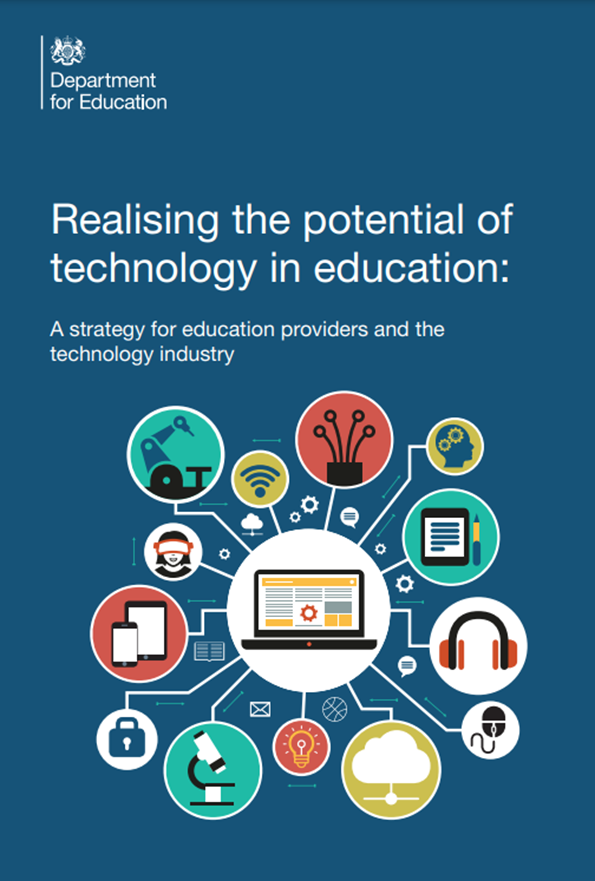 Department
for Education
Realising the potential of
technology in education:
A strategy for education providers and the
technology industry